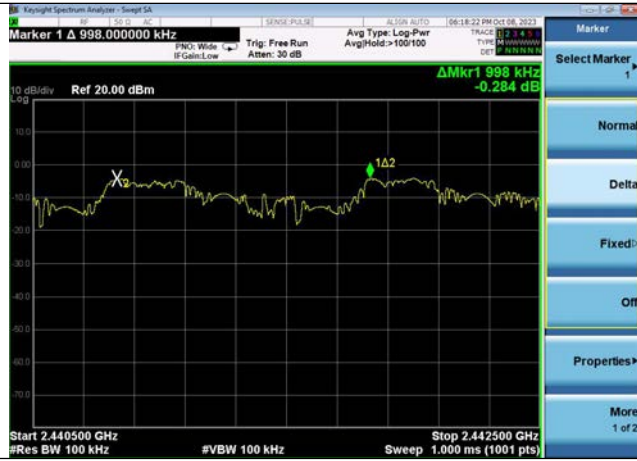 Keysight Spectrum Analyzer - Swept SA
RF 50 Ω AC SENSE:PULSE ALIGN AUTO 06:18:22 PM Oct 08, 2023
Marker 1 Δ 998.000000 kHz
PNO: Wide
IFGain:Low
Trig: Free Run
Atten: 30 dB
Avg Type: Log-Pwr
Avg|Hold:>100/100
TRACE 1 2 3 4 5 6
TYPE M WWWWW
DET P NNNNN
ΔMkr1 998 kHz
-0.284 dB
10 dB/div Ref 20.00 dBm
Log
10.0
0.00
-10.0
-20.0
-30.0
-40.0
-50.0
-60.0
-70.0
1Δ2
2
Start 2.440500 GHz
Stop 2.442500 GHz
#Res BW 100 kHz
#VBW 100 kHz
Sweep 1.000 ms (1001 pts)
Marker
Select Marker
1
Normal
Delta
Fixed
Off
Properties
More
1 of 2